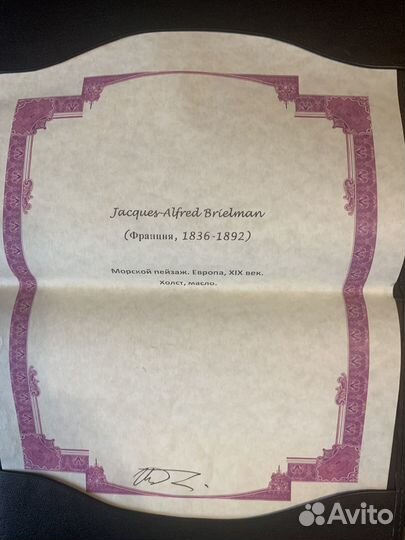 Jacques-Alfred Brielman
(Франция, 1836-1892)
Морской пейзаж. Европа, XIX век.
Холст, масло.
Avito